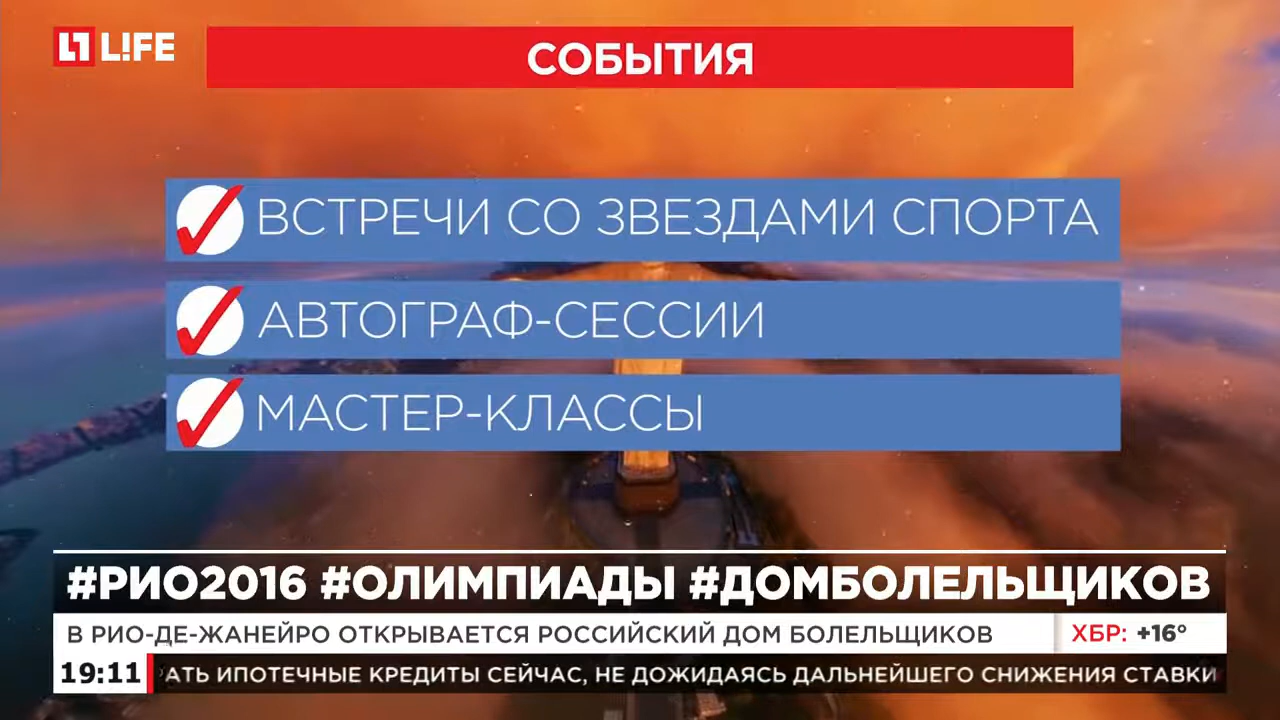 L!FE
СОБЫТИЯ
ВСТРЕЧИ СО ЗВЕЗДАМИ СПОРТА
АВТОГРАФ-СЕССИИ
МАСТЕР-КЛАССЫ
#РИО2016 #ОЛИМПИАДЫ #ДОМБОЛЕЛЬЩИКОВ
В РИО-ДЕ-ЖАНЕЙРО ОТКРЫВАЕТСЯ РОССИЙСКИЙ ДОМ БОЛЕЛЬЩИКОВ ХБР: +16°
19:11 ИПОТЕЧНЫЕ КРЕДИТЫ СЕЙЧАС, НЕ ДОЖИДАЯСЬ ДАЛЬНЕЙШЕГО СНИЖЕНИЯ СТАВКИ